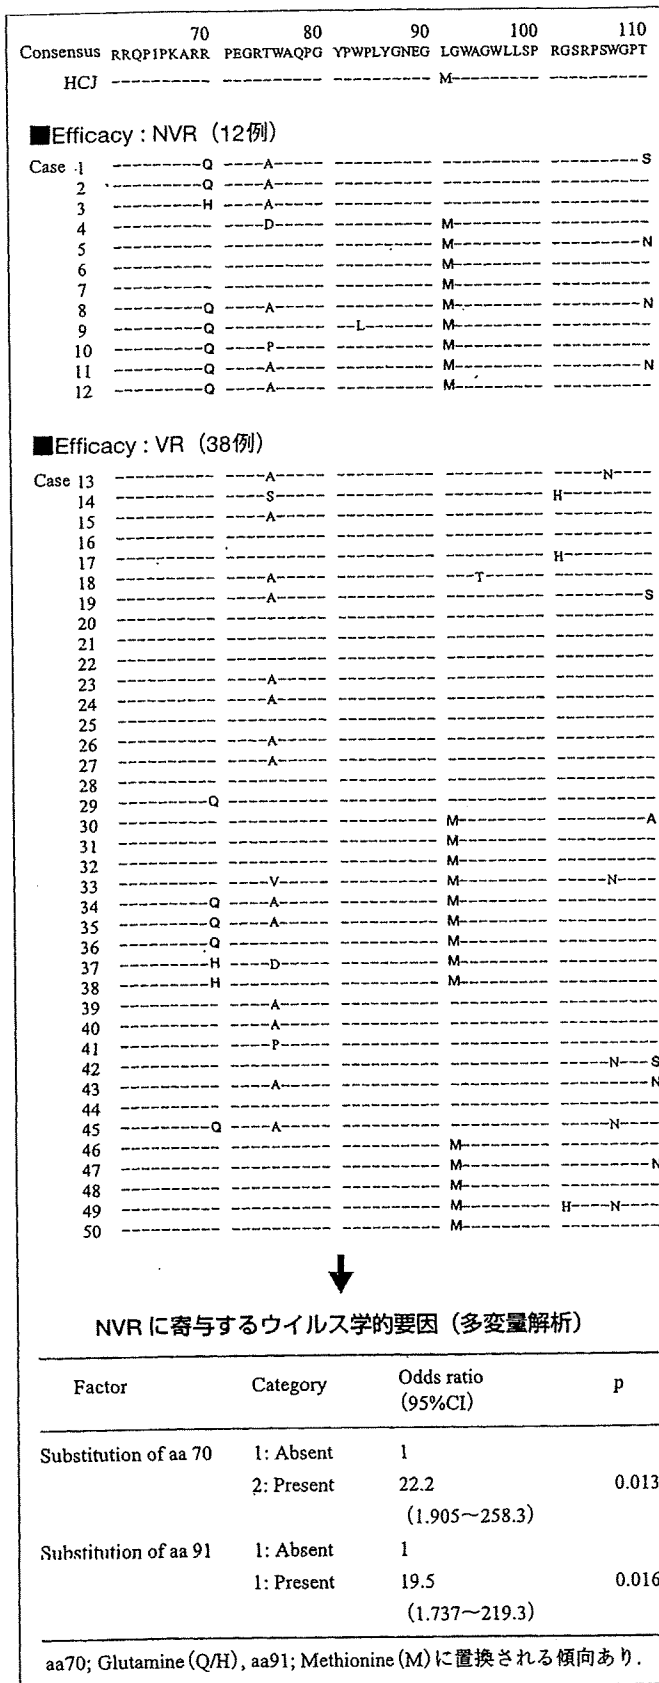 70 80 90 100 110
Consensus RRQPIPKARR PEGRTWAQPG YPWPLYGNEG LGWAGWLLSP RGSRPSWGPT
HCJ ---------- ---------- ---------- M--------- ----------
■Efficacy : NVR（12例）
Case 1 ---------Q ----A----- ---------- ---------- ---------S
2 ---------Q ----A----- ---------- ---------- ----------
3 ---------H ----A----- ---------- ---------- ----------
4 ---------- ----D----- ---------- M--------- ----------
5 ---------- ---------- ---------- M--------- ---------N
6 ---------- ---------- ---------- M--------- ----------
7 ---------- ---------- ---------- M--------- ----------
8 ---------Q ----A----- ---------- M--------- ---------N
9 ---------Q ---------- --L------- M--------- ----------
10 ---------Q ----P----- ---------- M--------- ----------
11 ---------Q ----A----- ---------- M--------- ---------N
12 ---------Q ----A----- ---------- M--------- ----------
■Efficacy : VR（38例）
Case 13 ---------- ----A----- ---------- ---------- -----N----
14 ---------- ----S----- ---------- ---------- H---------
15 ---------- ----A----- ---------- ---------- ----------
16 ---------- ---------- ---------- ---------- ----------
17 ---------- ---------- ---------- ---------- H---------
18 ---------- ----A----- ---------- ---T------ ----------
19 ---------- ----A----- ---------- ---------- ---------S
20 ---------- ---------- ---------- ---------- ----------
21 ---------- ---------- ---------- ---------- ----------
22 ---------- ---------- ---------- ---------- ----------
23 ---------- ----A----- ---------- ---------- ----------
24 ---------- ----A----- ---------- ---------- ----------
25 ---------- ---------- ---------- ---------- ----------
26 ---------- ----A----- ---------- ---------- ----------
27 ---------- ----A----- ---------- ---------- ----------
28 ---------- ---------- ---------- ---------- ----------
29 ---------Q ---------- ---------- ---------- ----------
30 ---------- ---------- ---------- M--------- ---------A
31 ---------- ---------- ---------- M--------- ----------
32 ---------- ---------- ---------- M--------- ----------
33 ---------- ----V----- ---------- M--------- -----N----
34 ---------Q ----A----- ---------- M--------- ----------
35 ---------Q ----A----- ---------- M--------- ----------
36 ---------Q ---------- ---------- M--------- ----------
37 ---------H ----D----- ---------- M--------- ----------
38 ---------H ---------- ---------- M--------- ----------
39 ---------- ----A----- ---------- ---------- ----------
40 ---------- ----A----- ---------- ---------- ----------
41 ---------- ----P----- ---------- ---------- ----------
42 ---------- ---------- ---------- ---------- -----N---S
43 ---------- ----A----- ---------- ---------- ---------N
44 ---------- ---------- ---------- ---------- ----------
45 ---------Q ----A----- ---------- ---------- -----N----
46 ---------- ---------- ---------- M--------- ----------
47 ---------- ---------- ---------- M--------- ---------N
48 ---------- ---------- ---------- M--------- ----------
49 ---------- ---------- ---------- M--------- H----N----
50 ---------- ---------- ---------- M--------- ----------
NVR に寄与するウイルス学的要因（多変量解析）
Factor Category Odds ratio (95%CI) p
Substitution of aa 70 1: Absent 1
2: Present 22.2 0.013
(1.905～258.3)
Substitution of aa 91 1: Absent 1
1: Present 19.5 0.016
(1.737～219.3)
aa70; Glutamine (Q/H), aa91; Methionine (M) に置換される傾向あり．